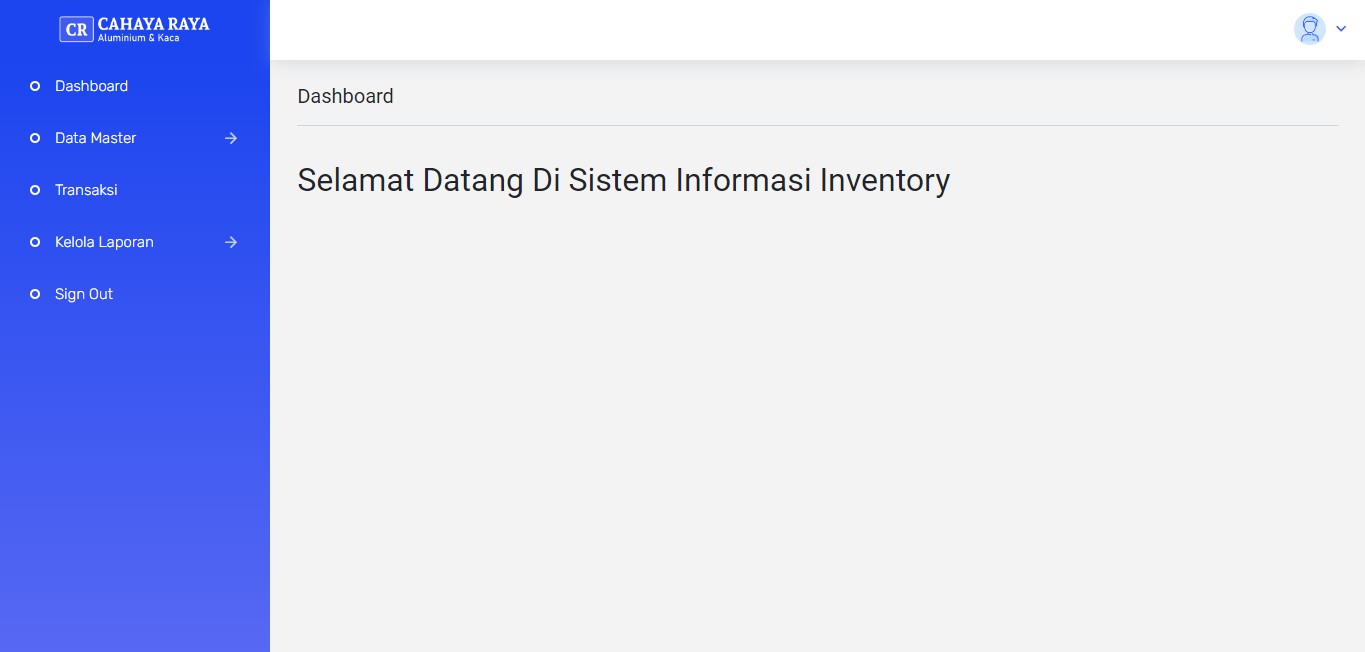 CR CAHAYA RAYA
Aluminium & Kaca
Dashboard
Data Master
Transaksi
Kelola Laporan
Sign Out
Dashboard
Selamat Datang Di Sistem Informasi Inventory